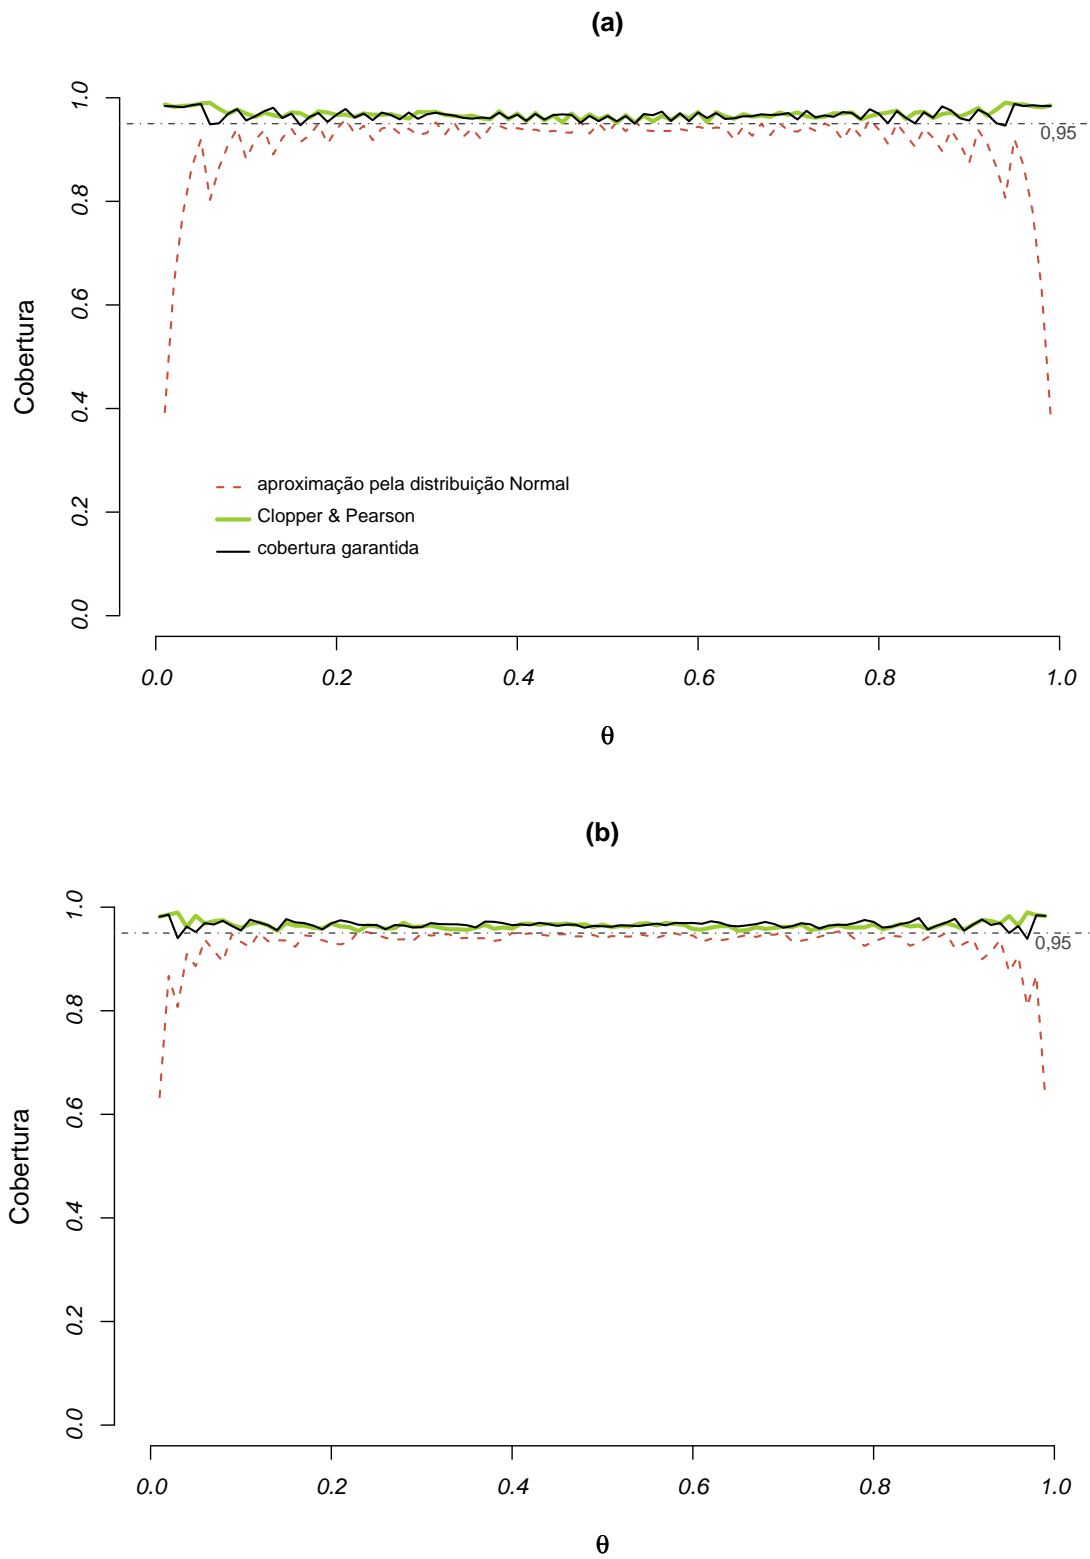 (a)
1.0
0,95
0.8
0.6
Cobertura
0.4
aproximação pela distribuição Normal
Clopper & Pearson
cobertura garantida
0.2
0.0
0.0 0.2 0.4 0.6 0.8 1.0
θ
(b)
1.0
0,95
0.8
0.6
Cobertura
0.4
0.2
0.0
0.0 0.2 0.4 0.6 0.8 1.0
θ